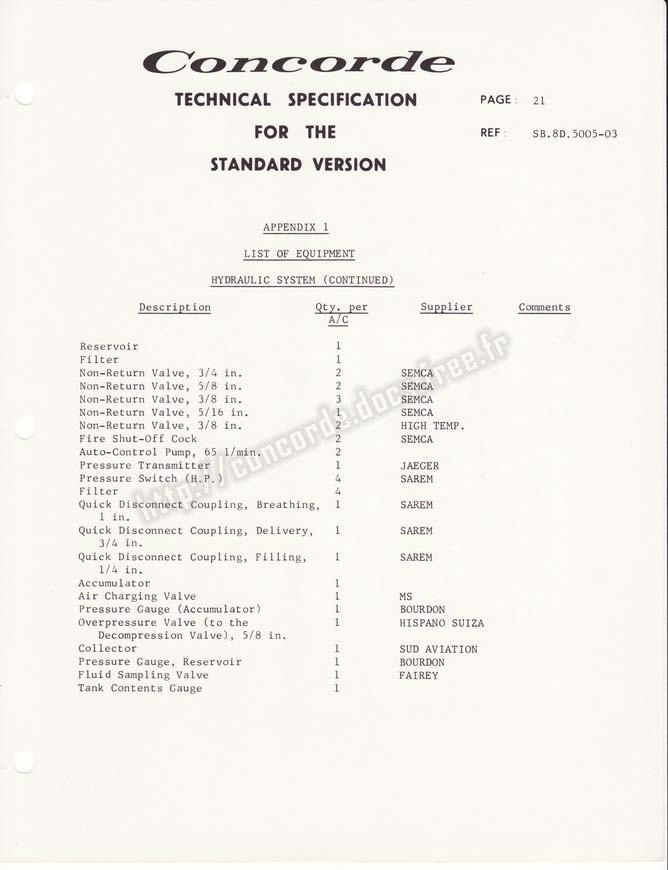 Concorde
TECHNICAL SPECIFICATION PAGE: 21
FOR THE REF: SB.8D.5005-03
STANDARD VERSION
APPENDIX 1
LIST OF EQUIPMENT
HYDRAULIC SYSTEM (CONTINUED)
Description Qty. per Supplier Comments
A/C
Reservoir 1
Filter 1
Non-Return Valve, 3/4 in. 2 SEMCA
Non-Return Valve, 5/8 in. 2 SEMCA
Non-Return Valve, 3/8 in. 3 SEMCA
Non-Return Valve, 5/16 in. 1 SEMCA
Non-Return Valve, 3/8 in. 2 HIGH TEMP.
Fire Shut-Off Cock 2 SEMCA
Auto-Control Pump, 65 l/min. 2
Pressure Transmitter 1 JAEGER
Pressure Switch (H.P.) 4 SAREM
Filter 4
Quick Disconnect Coupling, Breathing, 1 SAREM
1 in.
Quick Disconnect Coupling, Delivery, 1 SAREM
3/4 in.
Quick Disconnect Coupling, Filling, 1 SAREM
1/4 in.
Accumulator 1
Air Charging Valve 1 MS
Pressure Gauge (Accumulator) 1 BOURDON
Overpressure Valve (to the 1 HISPANO SUIZA
Decompression Valve), 5/8 in.
Collector 1 SUD AVIATION
Pressure Gauge, Reservoir 1 BOURDON
Fluid Sampling Valve 1 FAIREY
Tank Contents Gauge 1
http://concorde.docs.free.fr